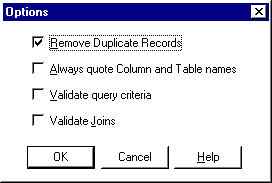 Options
Remove Duplicate Records
Always quote Column and Table names
Validate query criteria
Validate Joins
OK
Cancel
Help